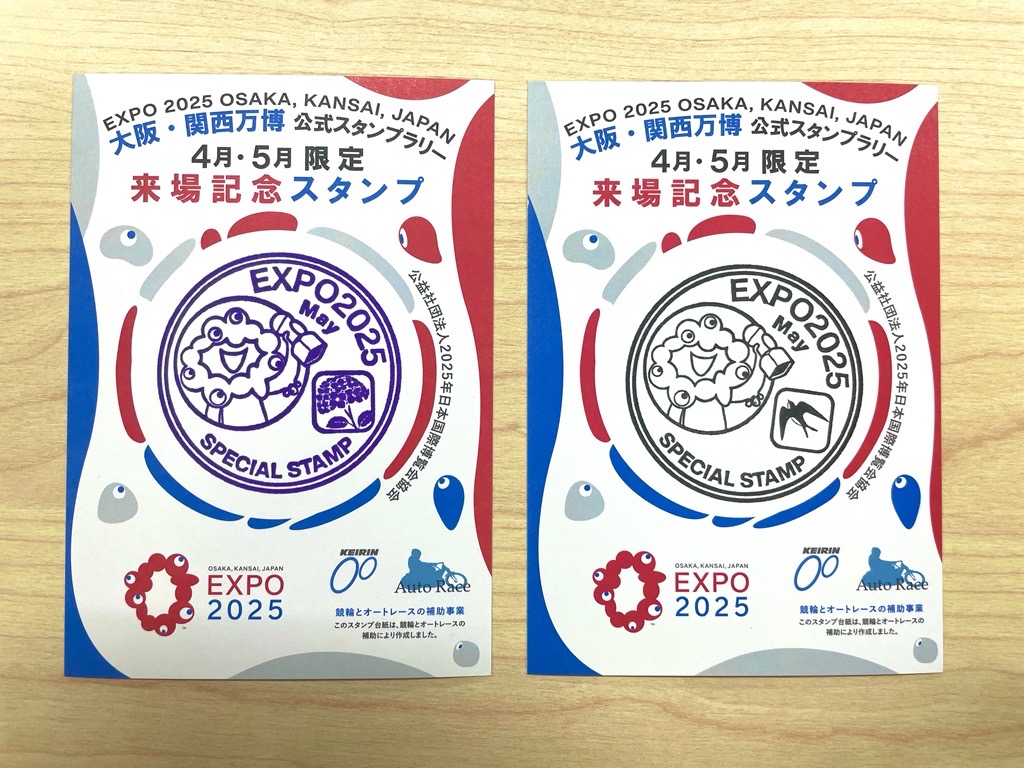 EXPO 2025 OSAKA, KANSAI, JAPAN
大阪・関西万博 公式スタンプラリー
4月・5月 限定
来場記念スタンプ
EXPO2025
May
SPECIAL STAMP
公益社団法人2025年日本国際博覧会協会
OSAKA, KANSAI, JAPAN
EXPO
2025
TM
KEIRIN
Auto Race
競輪とオートレースの補助事業
このスタンプ台紙は、競輪とオートレースの
補助により作成しました。
EXPO 2025 OSAKA, KANSAI, JAPAN
大阪・関西万博 公式スタンプラリー
4月・5月 限定
来場記念スタンプ
EXPO2025
May
SPECIAL STAMP
公益社団法人2025年日本国際博覧会協会
OSAKA, KANSAI, JAPAN
EXPO
2025
TM
KEIRIN
Auto Race
競輪とオートレースの補助事業
このスタンプ台紙は、競輪とオートレースの
補助により作成しました。